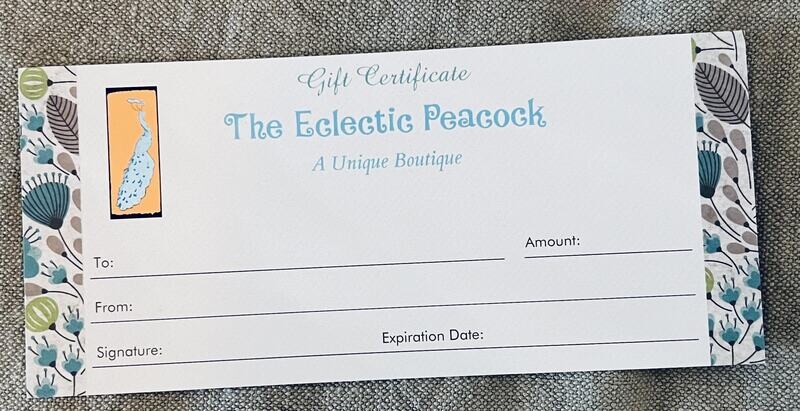 Gift Certificate
The Eclectic Peacock
A Unique Boutique
To: Amount:
From:
Signature: Expiration Date: